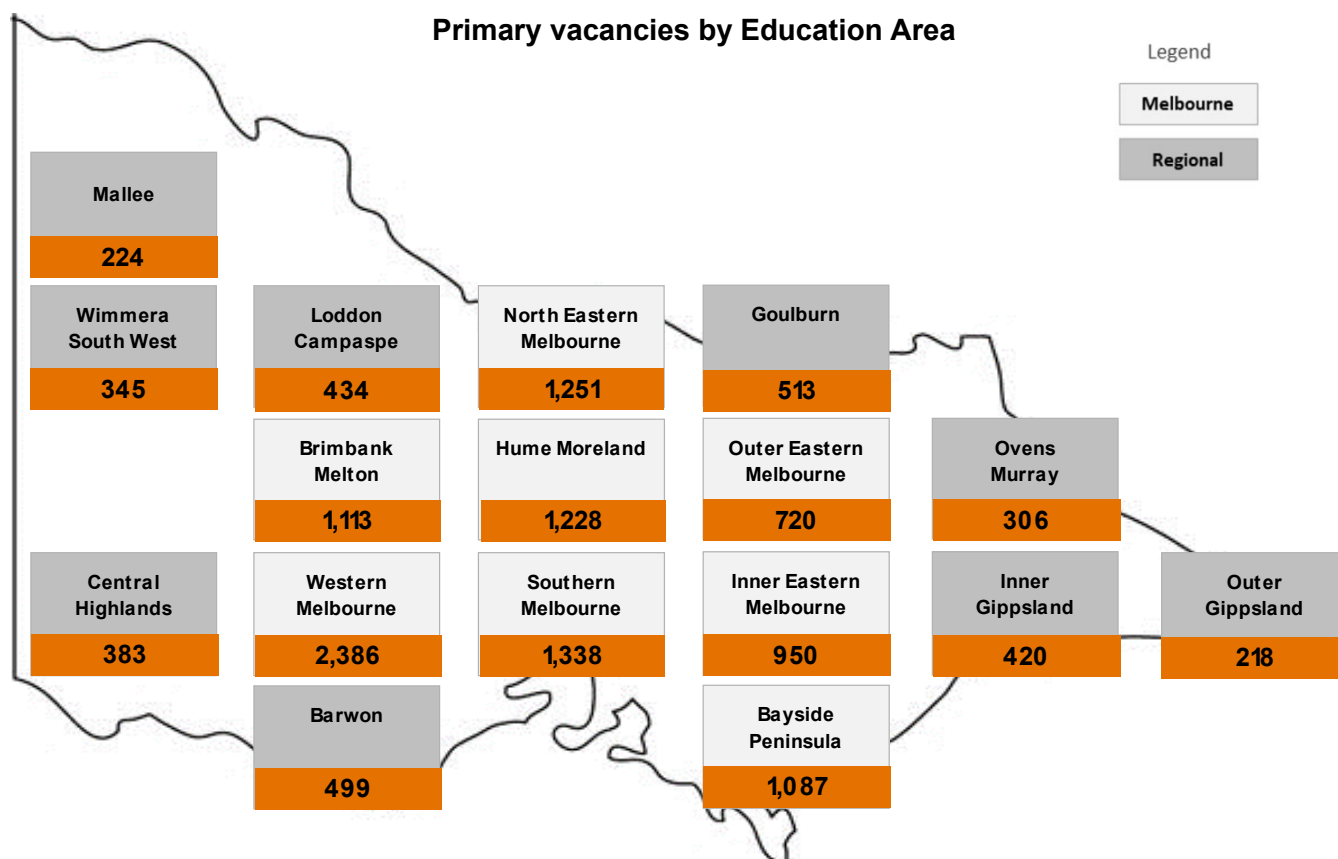 Primary vacancies by Education Area
Legend
Melbourne
Regional
Mallee
224
Wimmera
South West
345
Loddon
Campaspe
434
North Eastern
Melbourne
1,251
Goulburn
513
Brimbank
Melton
1,113
Hume Moreland
1,228
Outer Eastern
Melbourne
720
Ovens
Murray
306
Central
Highlands
383
Western
Melbourne
2,386
Southern
Melbourne
1,338
Inner Eastern
Melbourne
950
Inner
Gippsland
420
Outer
Gippsland
218
Barwon
499
Bayside
Peninsula
1,087